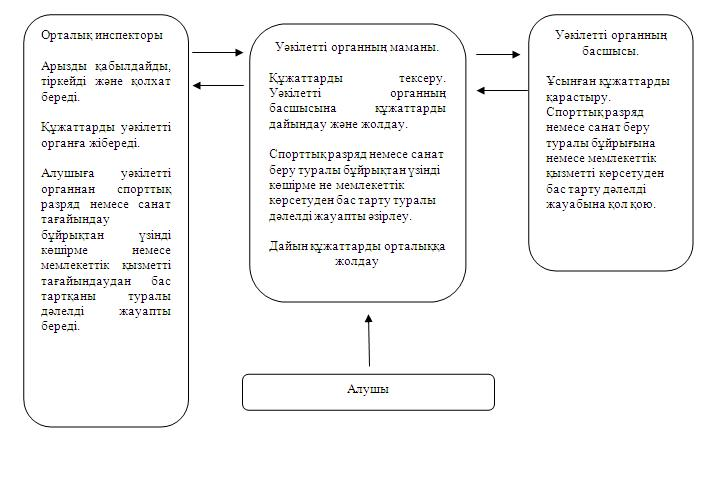 Орталық инспекторы
Арызды қабылдайды,
тіркейді және қолхат
береді.
Құжаттарды уәкілетті
органға жібереді.
Алушыға уәкілетті
органнан спорттық
разряд немесе санат
тағайындау
бұйрықтан үзінді
көшірме немесе
мемлекеттік қызметті
тағайындаудан бас
тартқаны туралы
дәлелді жауапты
береді.
Уәкілетті органның маманы.
Құжаттарды тексеру.
Уәкілетті органның
басшысына құжаттарды
дайындау және жолдау.
Спорттық разряд немесе санат
беру туралы бұйрықтан үзінді
көшірме не мемлекеттік
көрсетуден бас тарту туралы
дәлелді жауапты әзірлеу.
Дайын құжаттарды орталыққа
жолдау
Уәкілетті органның
басшысы.
Ұсынған құжаттарды
қарастыру.
Спорттық разряд
немесе санат беру
туралы бұйрығына
немесе мемлекеттік
қызметті көрсетуден
бас тарту дәлелді
жауабына қол қою.
Алушы